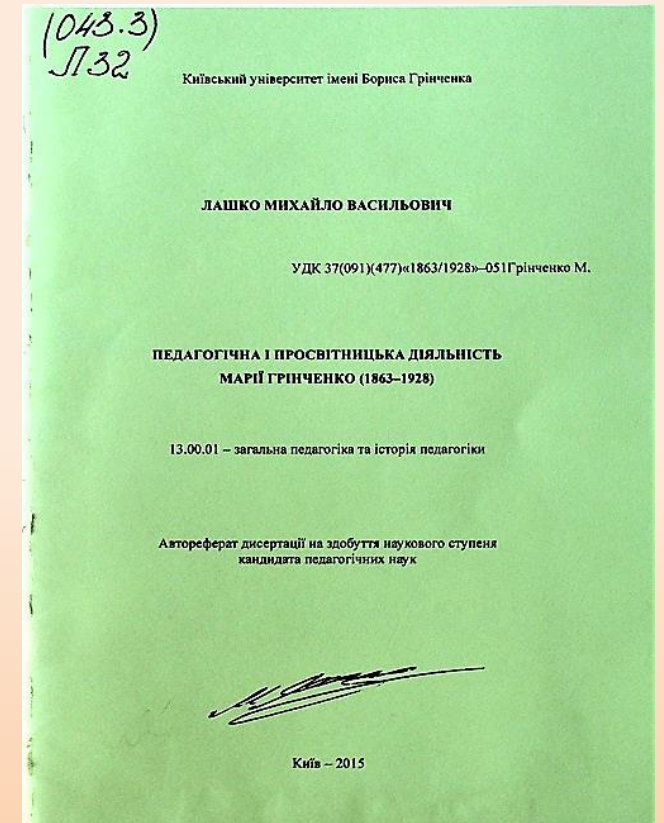 (043.3)
Л32
Київський університет імені Бориса Грінченка
ЛАШКО МИХАЙЛО ВАСИЛЬОВИЧ
УДК 37(091)(477)«1863/1928»–051Грінченко М.
ПЕДАГОГІЧНА І ПРОСВІТНИЦЬКА ДІЯЛЬНІСТЬ
МАРІЇ ГРІНЧЕНКО (1863–1928)
13.00.01 – загальна педагогіка та історія педагогіки
Автореферат дисертації на здобуття наукового ступеня
кандидата педагогічних наук
Київ – 2015